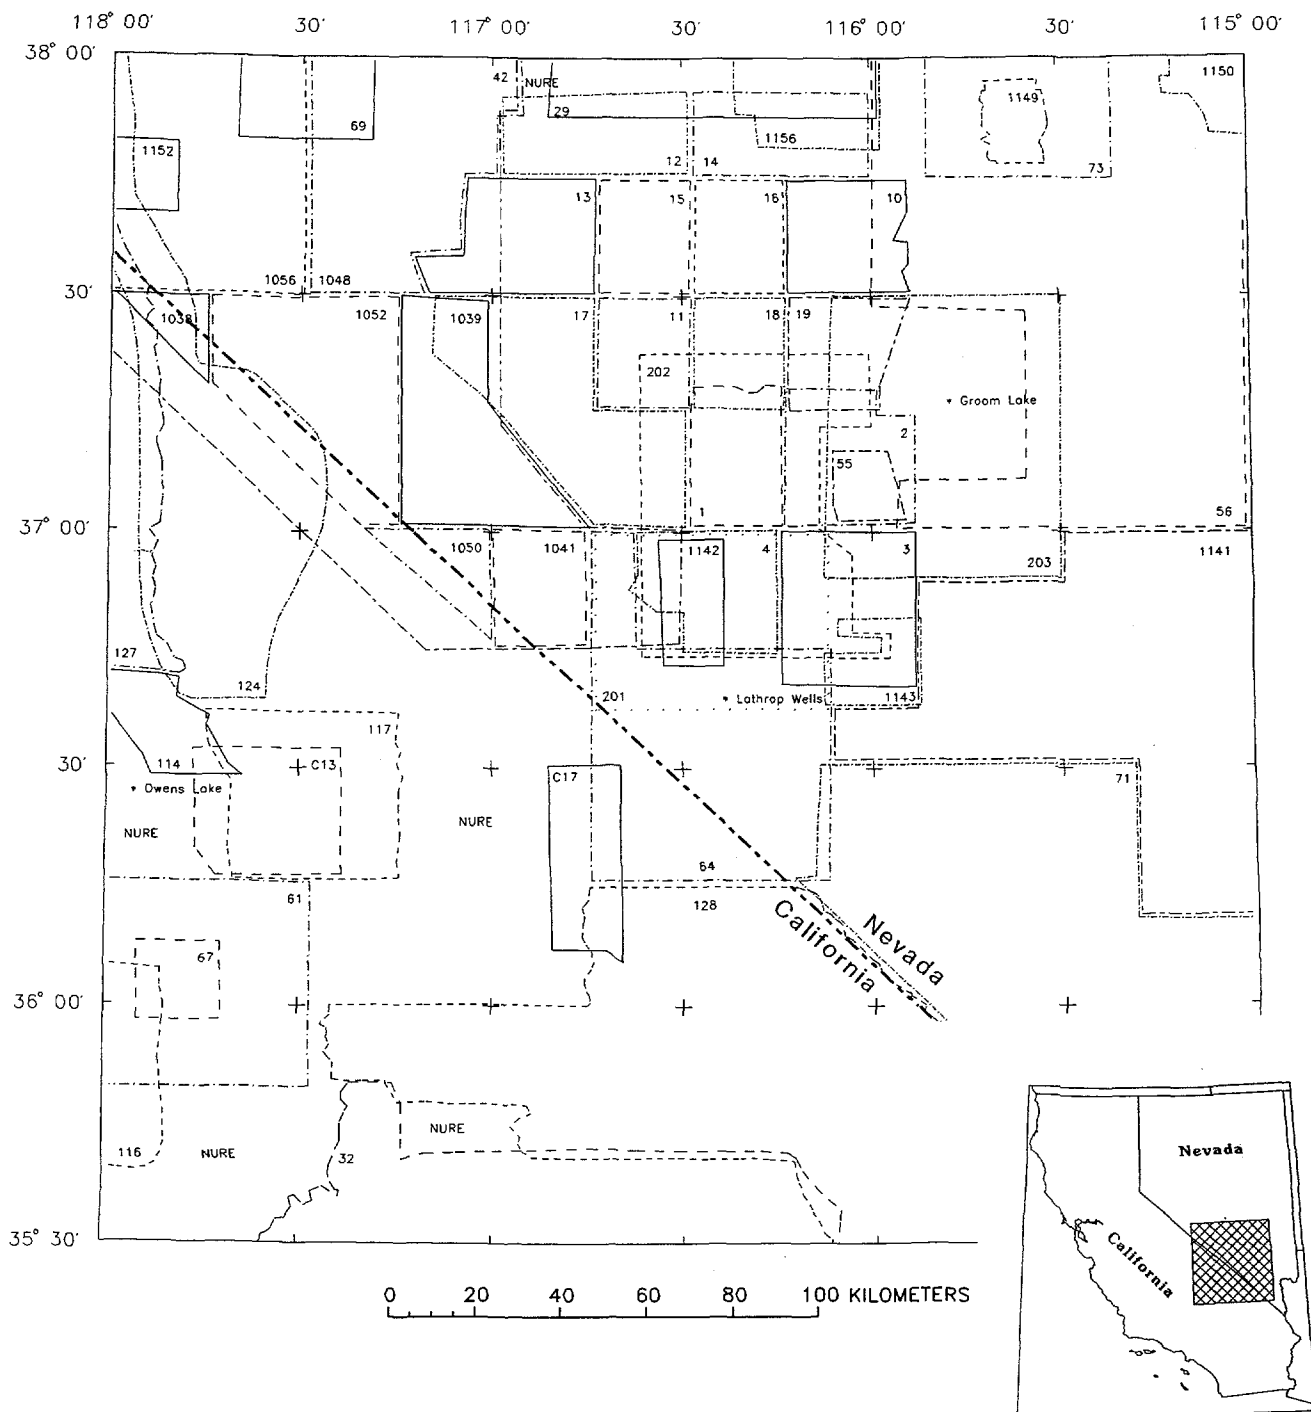 118° 00′ 30′ 117° 00′ 30′ 116° 00′ 30′ 115° 00′
38° 00′
42 NURE 1150
29 1149
69 1156
1152 12 14 73
13 15 16 10
1056 1048
30′
1038 1052 1039 17 11 18 19
202
Groom Lake
2
55
1 56
37° 00′
1050 1041 1142 4 3 1141
203
127
124 201 Lathrop Wells 1143
117
114 C13 C17 71
30′
Owens Lake
NURE NURE
64
61 128
67
Nevada
California
36° 00′
NURE
116 NURE 32
35° 30′
0 20 40 60 80 100 KILOMETERS
Nevada
California